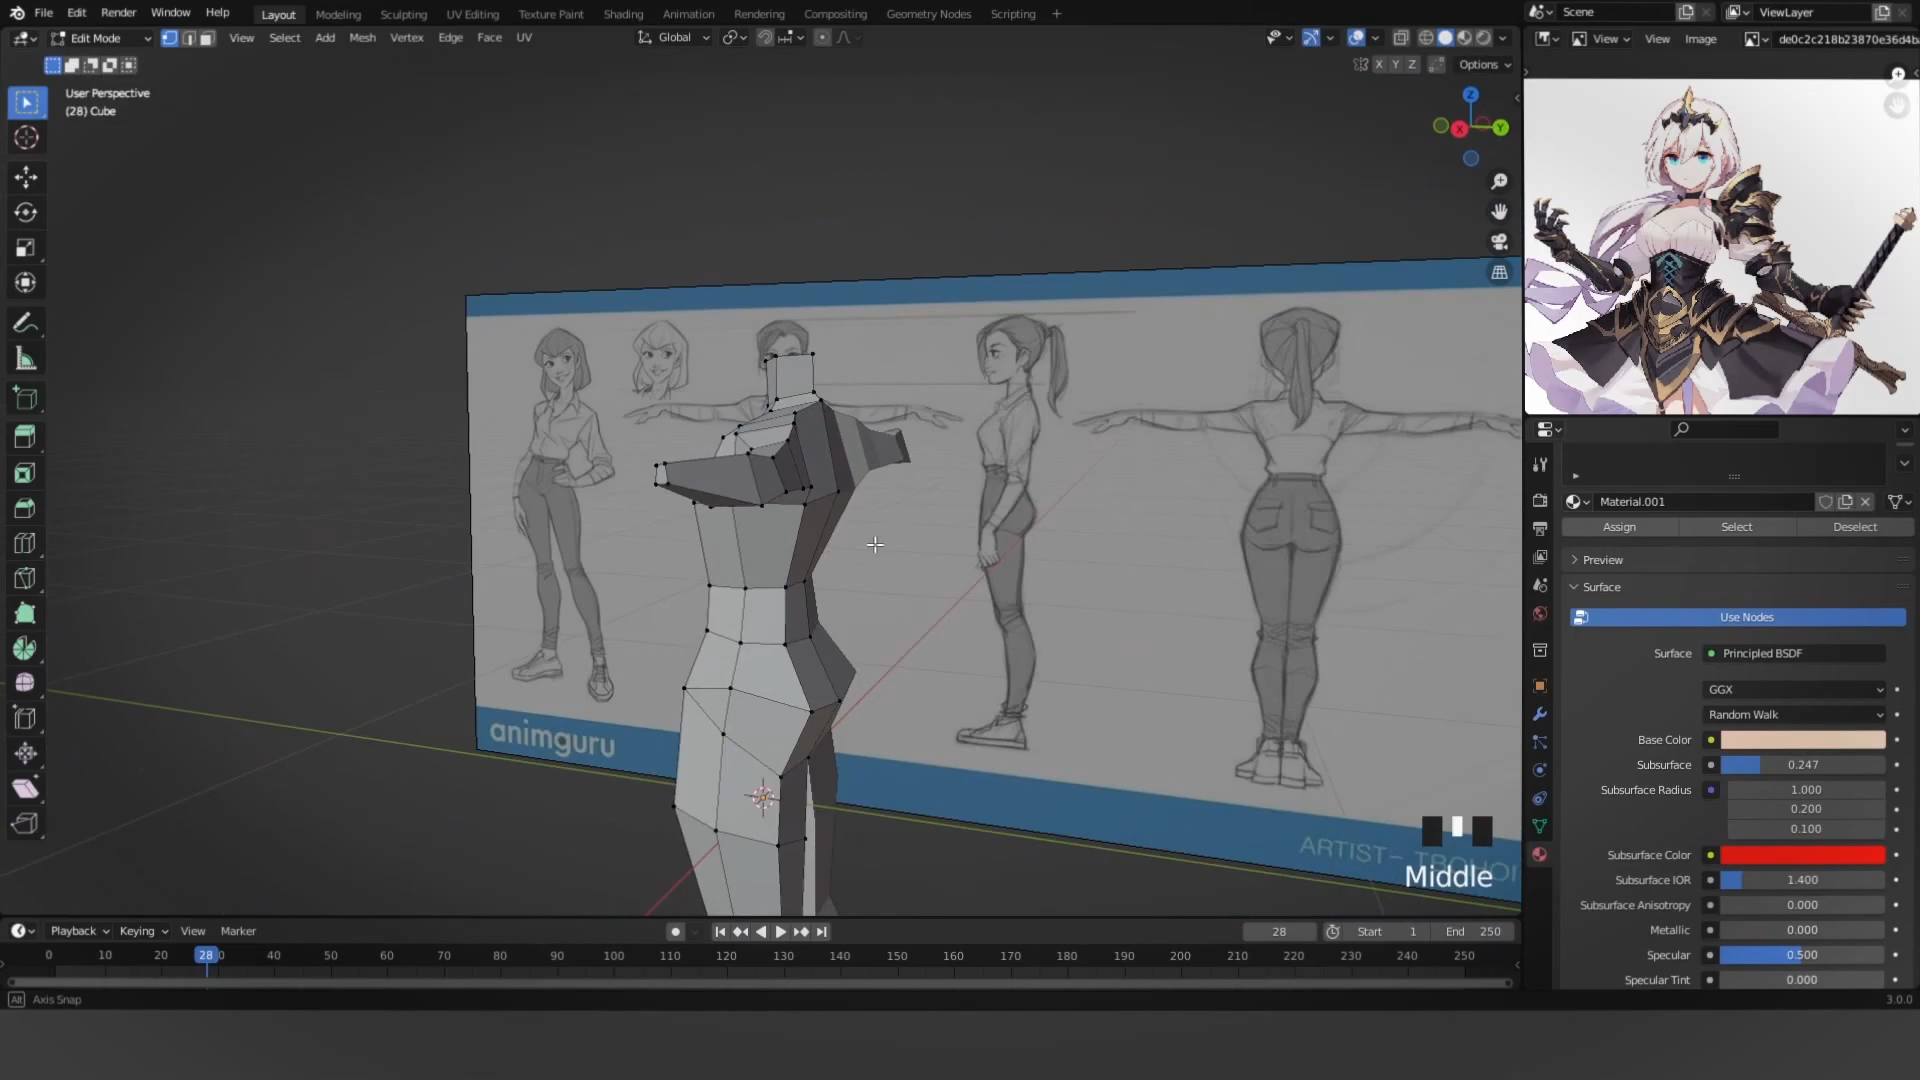 File Edit Render Window Help
Layout Modeling Sculpting UV Editing Texture Paint Shading Animation Rendering Compositing Geometry Nodes Scripting +
Scene
ViewLayer
Edit Mode
View Select Add Mesh Vertex Edge Face UV
Global
View View Image
de0c2c218b23870e36d4b
X Y Z
Options
User Perspective
(28) Cube
Z
X
Y
animguru
ARTIST-
Middle
Material.001
Assign Select Deselect
Preview
Surface
Use Nodes
Surface Principled BSDF
GGX
Random Walk
Base Color
Subsurface 0.247
Subsurface Radius 1.000
0.200
0.100
Subsurface Color
Subsurface IOR 1.400
Subsurface Anisotropy 0.000
Metallic 0.000
Specular 0.500
Specular Tint 0.000
Playback Keying View Marker
28
Start 1 End 250
0 10 20 28 40 50 60 70 80 90 100 110 120 130 140 150 160 170 180 190 200 210 220 230 240 250
Alt Axis Snap
3.0.0